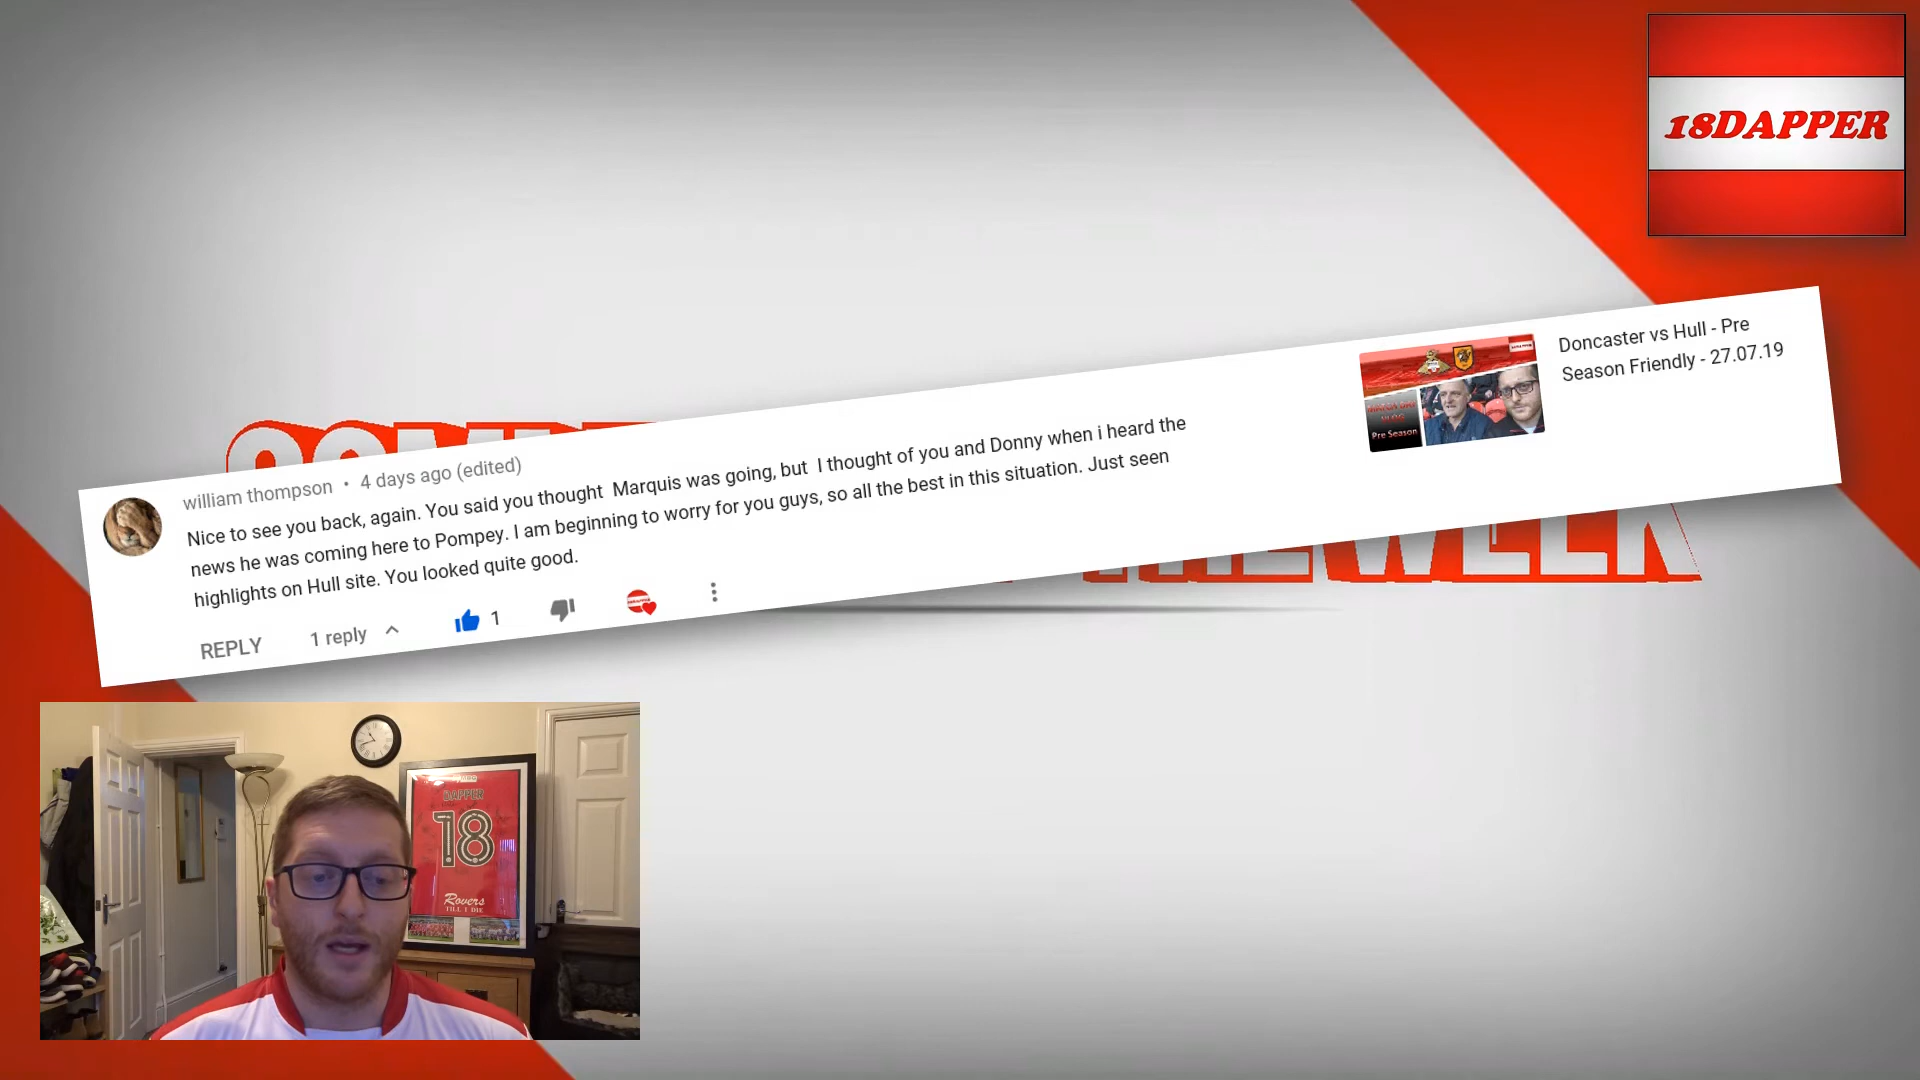 18DAPPER
Doncaster vs Hull - Pre
Season Friendly - 27.07.19
Pre Season
william thompson • 4 days ago (edited)
Nice to see you back, again. You said you thought  Marquis was going, but  I thought of you and Donny when i heard the
news he was coming here to Pompey. I am beginning to worry for you guys, so all the best in this situation. Just seen
highlights on Hull site. You looked quite good.
REPLY
1 reply
1
DAPPER
18
Rovers
TILL I DIE